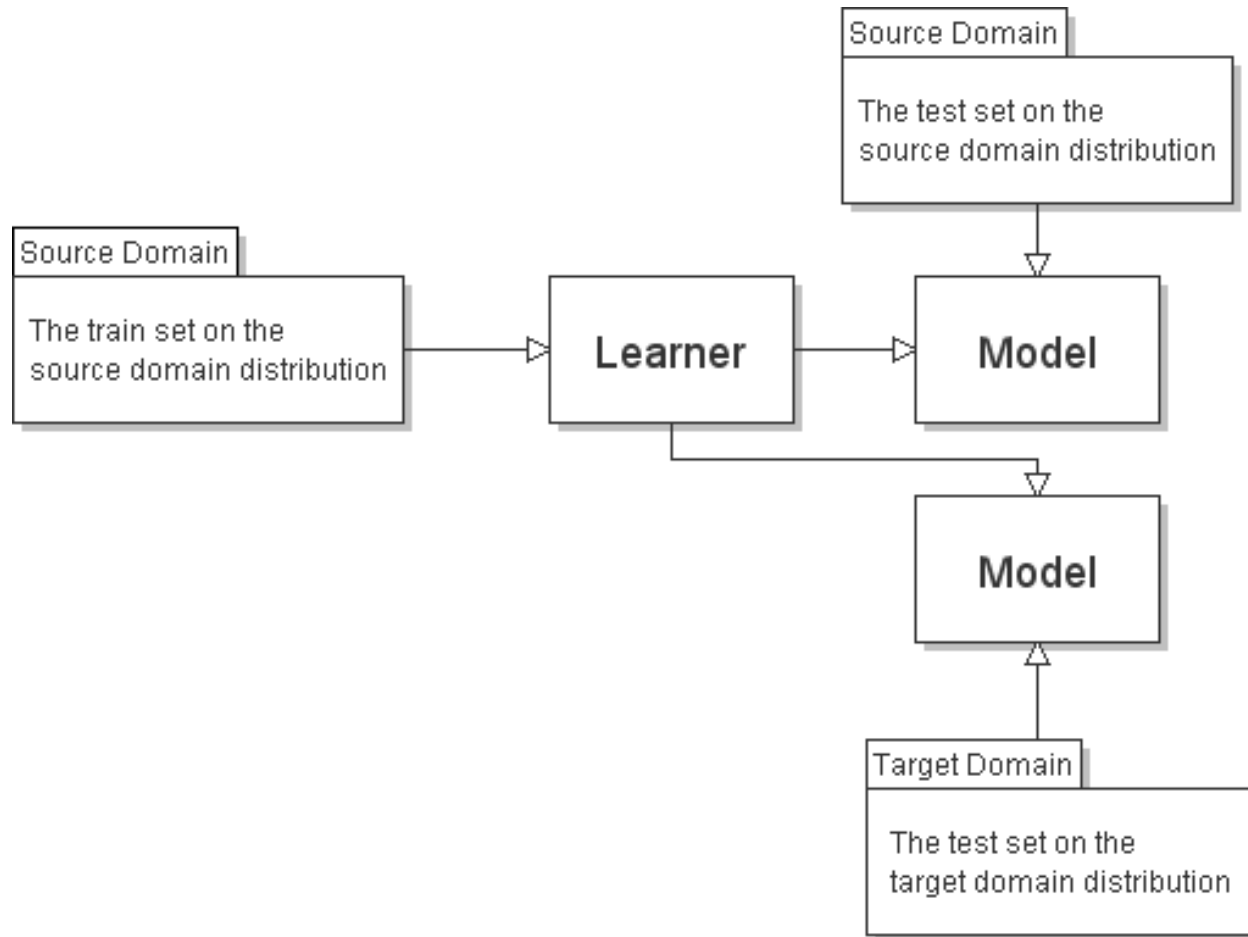 Source Domain
The test set on the
source domain distribution
Source Domain
The train set on the
source domain distribution
Learner
Model
Model
Target Domain
The test set on the
target domain distribution